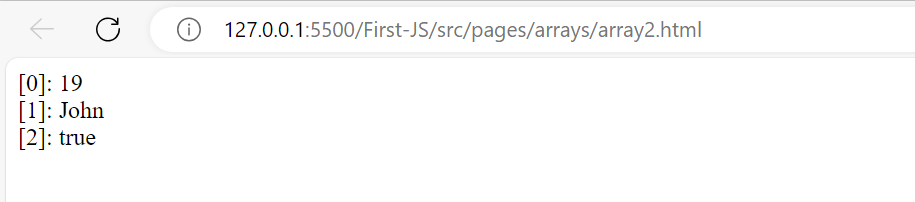 127.0.0.1:5500/First-JS/src/pages/arrays/array2.html
[0]: 19
[1]: John
[2]: true